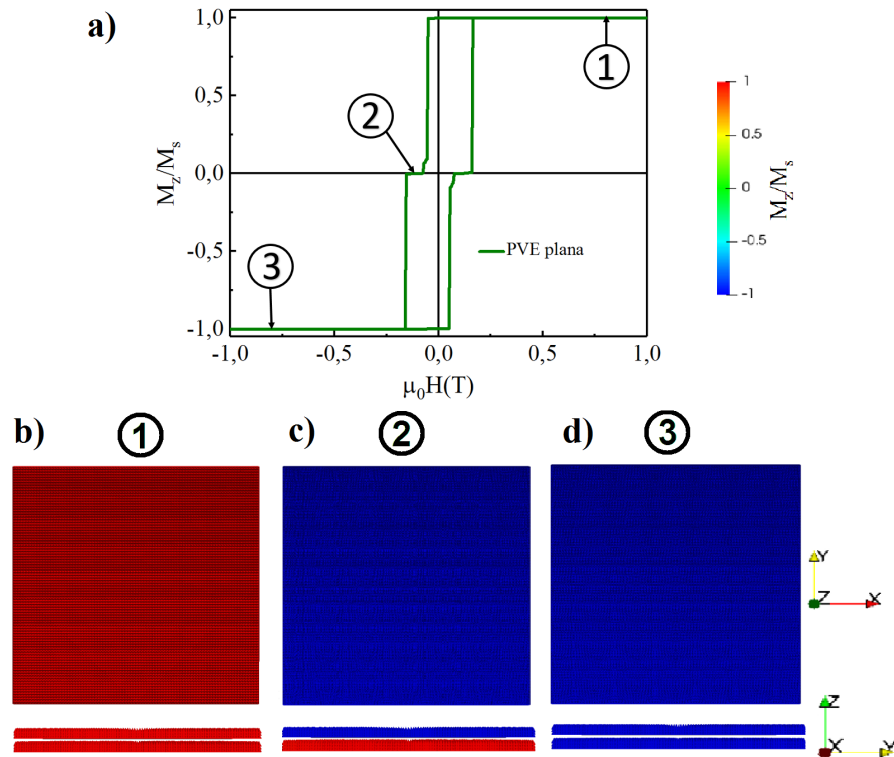 a)
1,0
0,5
0,0
-0,5
-1,0
M_z/M_s
1
2
3
PVE plana
-1,0 -0,5 0,0 0,5 1,0
μ₀H(T)
1
0.5
0
-0.5
-1
M_z/M_s
b) 1 c) 2 d) 3
Y
Z X
Z
X Y